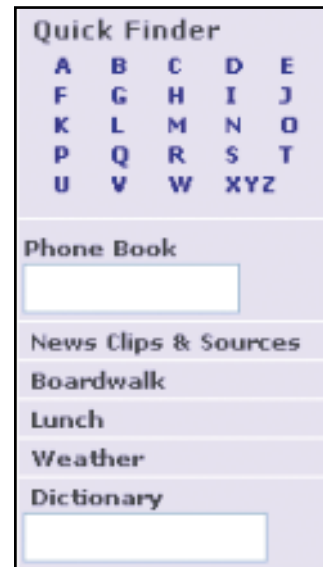 Quick Finder
A B C D E
F G H I J
K L M N O
P Q R S T
U V W XYZ
Phone Book
News Clips & Sources
Boardwalk
Lunch
Weather
Dictionary